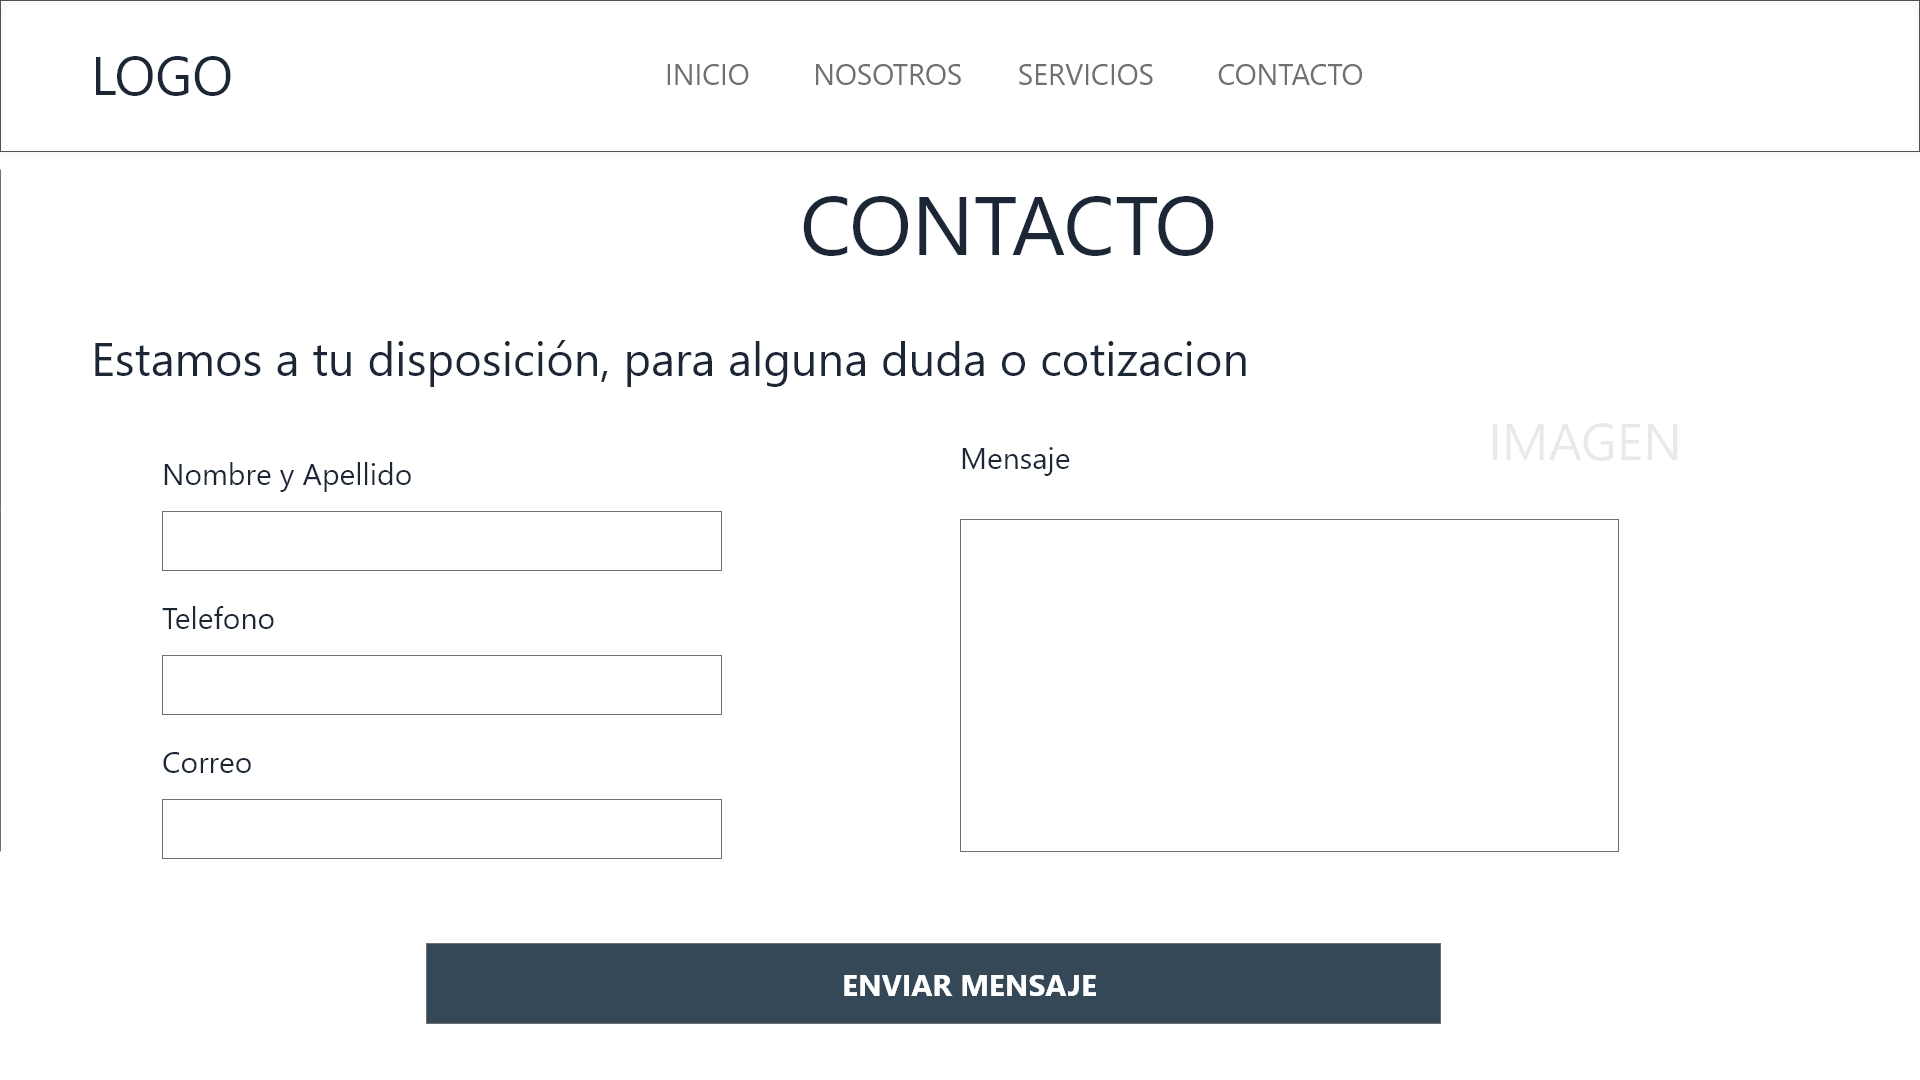 LOGO
INICIO NOSOTROS SERVICIOS CONTACTO
CONTACTO
Estamos a tu disposición, para alguna duda o cotizacion
IMAGEN
Nombre y Apellido
Telefono
Correo
Mensaje
ENVIAR MENSAJE